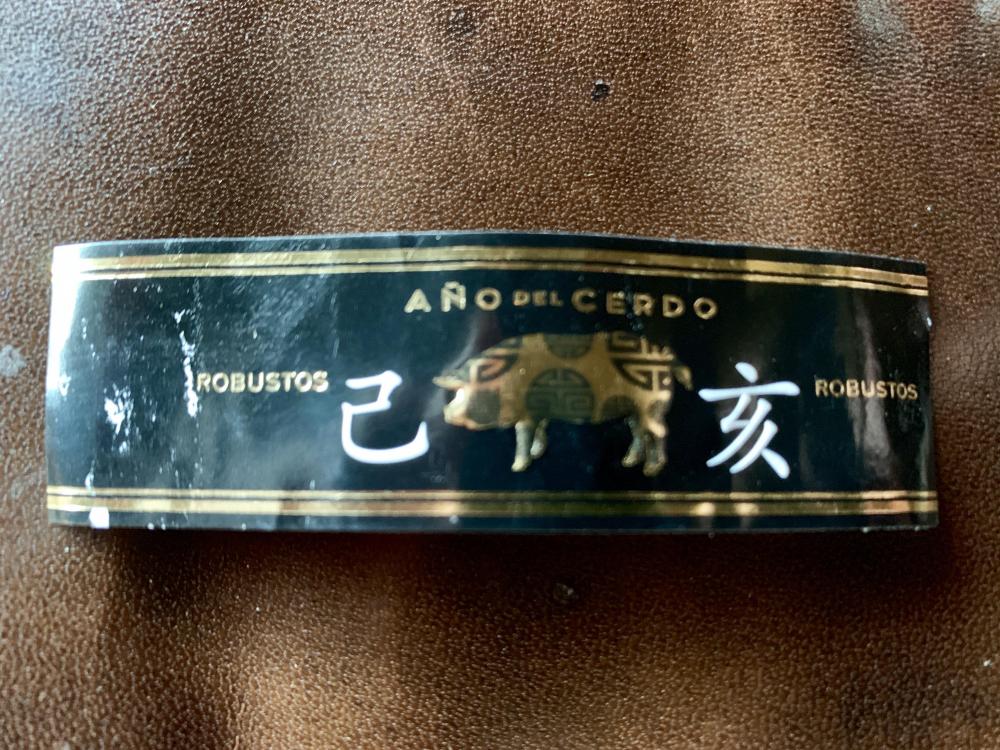 AÑO DEL CERDO
ROBUSTOS 己 亥 ROBUSTOS